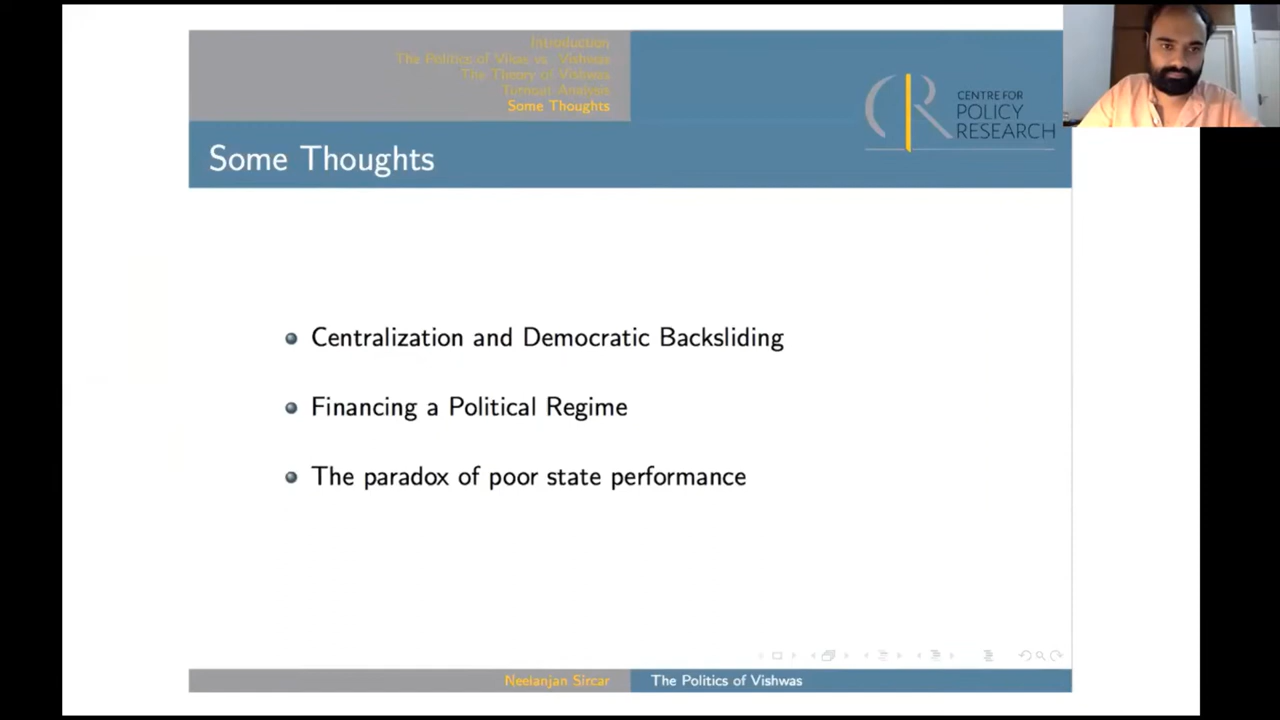 Introduction
The Politics of Vikas vs. Vishwas
The Theory of Vishwas
Turnout Analysis
Some Thoughts
CENTRE FOR
POLICY
RESEARCH
Some Thoughts
Centralization and Democratic Backsliding
Financing a Political Regime
The paradox of poor state performance
Neelanjan Sircar
The Politics of Vishwas